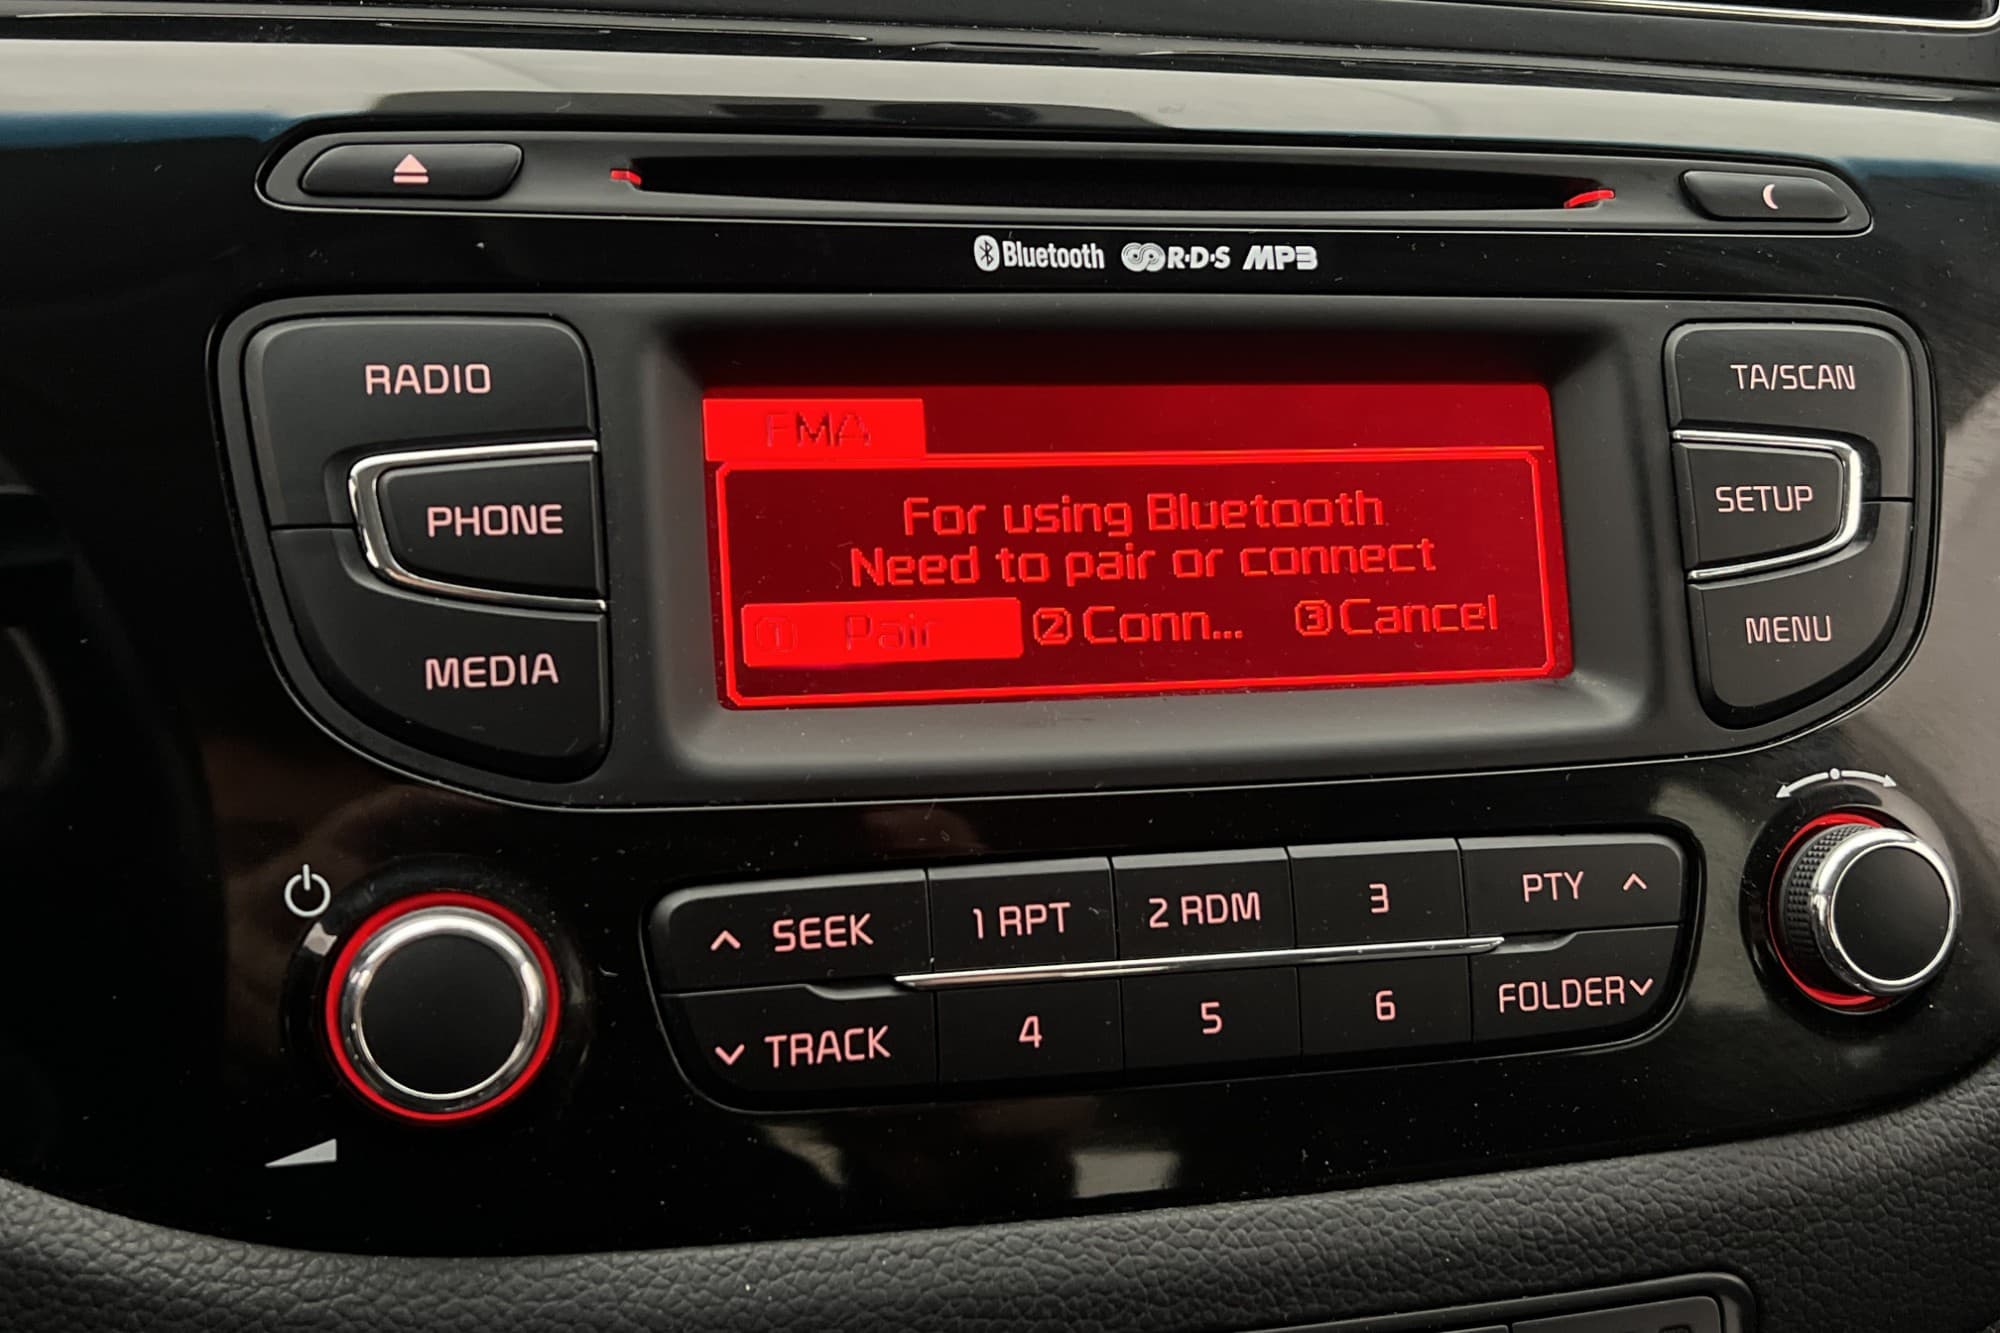 Bluetooth R·D·S MP3
RADIO
PHONE
MEDIA
FMA
For using Bluetooth
Need to pair or connect
1 Pair 2 Conn... 3 Cancel
TA/SCAN
SETUP
MENU
SEEK 1 RPT 2 RDM 3 PTY
TRACK 4 5 6 FOLDER